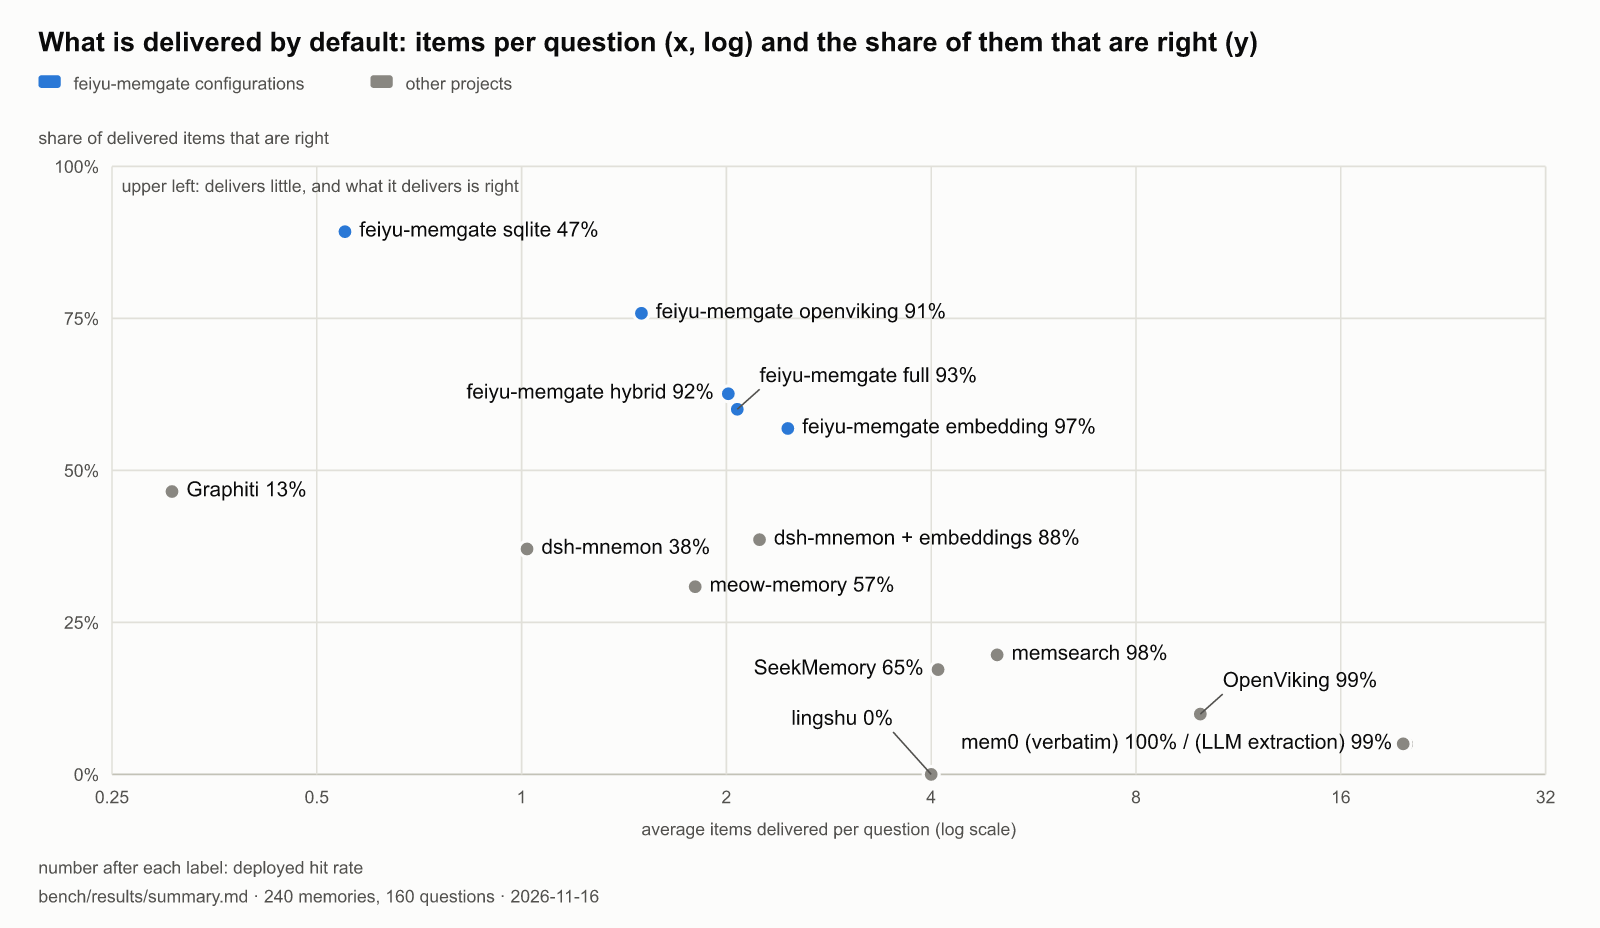 What is delivered by default: items per question (x, log) and the share of them that are right (y)
feiyu-memgate configurations
other projects
share of delivered items that are right
100%
upper left: delivers little, and what it delivers is right
feiyu-memgate sqlite 47%
feiyu-memgate openviking 91%
75%
feiyu-memgate full 93%
feiyu-memgate hybrid 92%
feiyu-memgate embedding 97%
50%
Graphiti 13%
dsh-mnemon + embeddings 88%
dsh-mnemon 38%
meow-memory 57%
25%
memsearch 98%
SeekMemory 65%
OpenViking 99%
lingshu 0%
mem0 (verbatim) 100% / (LLM extraction) 99%
0%
0.25
0.5
1
2
4
8
16
32
average items delivered per question (log scale)
number after each label: deployed hit rate
bench/results/summary.md · 240 memories, 160 questions · 2026-11-16